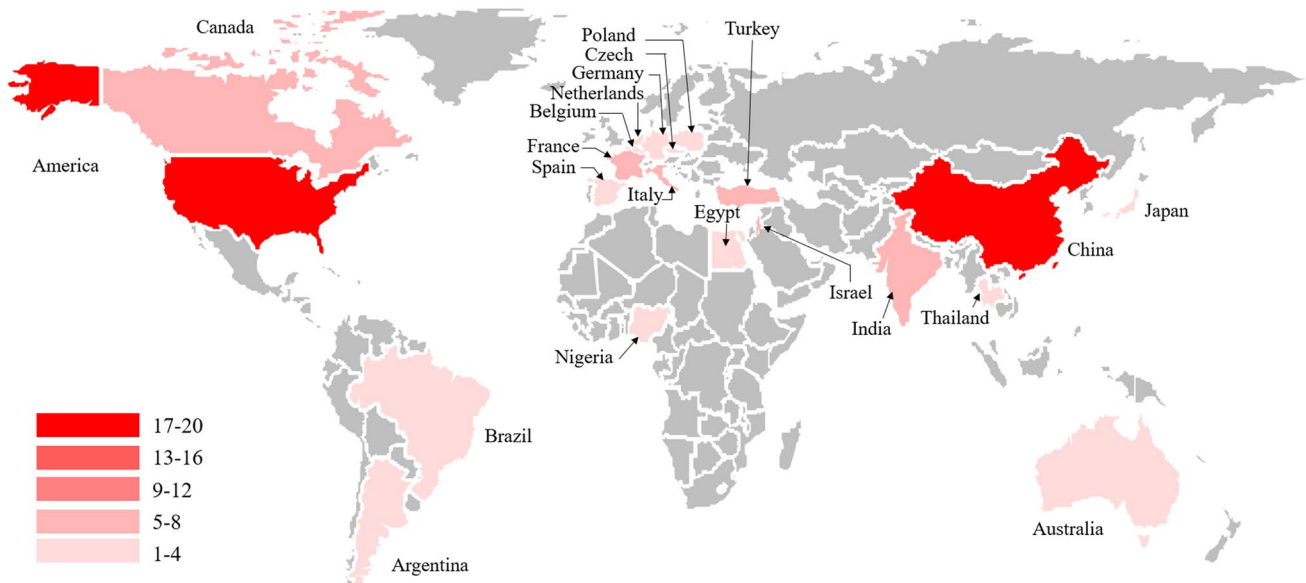 Canada
America
Poland
Czech
Germany
Netherlands
Belgium
France
Spain
Italy
Turkey
Egypt
Israel
India
Thailand
China
Japan
Nigeria
Brazil
Argentina
Australia
17-20
13-16
9-12
5-8
1-4